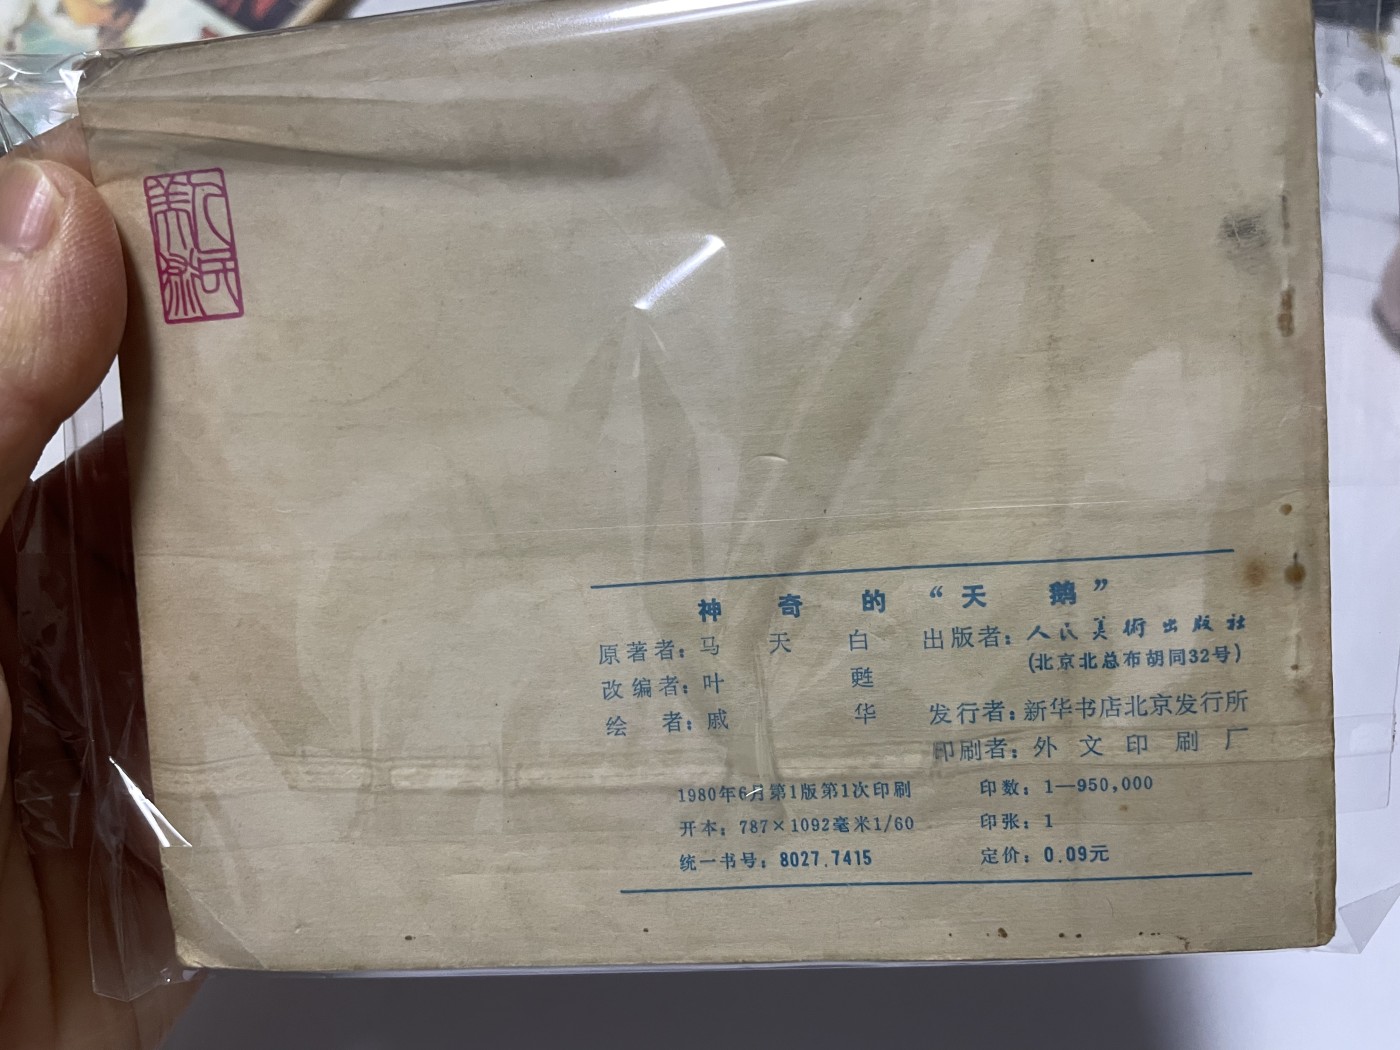 神奇的“天鹅”
原著者：马天白
改编者：叶甦
绘者：戚华
出版者：人民美術出版社
(北京北总布胡同32号)
发行者：新华书店北京发行所
印刷者：外文印刷厂
1980年6月第1版第1次印刷
印数：1—950,000
开本：787×1092毫米1/60
印张：1
统一书号：8027.7415
定价：0.09元